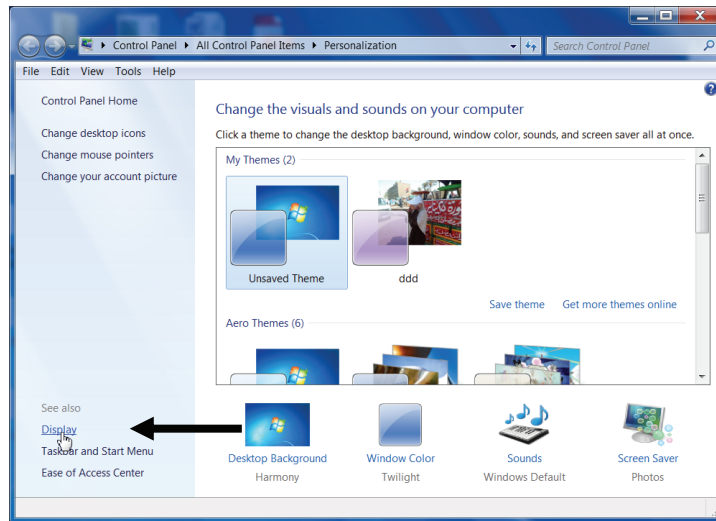 Control Panel ▸ All Control Panel Items ▸ Personalization
Search Control Panel
File Edit View Tools Help
Control Panel Home
Change desktop icons
Change mouse pointers
Change your account picture
Change the visuals and sounds on your computer
Click a theme to change the desktop background, window color, sounds, and screen saver all at once.
My Themes (2)
Unsaved Theme
ddd
Save theme Get more themes online
Aero Themes (6)
See also
Display
Taskbar and Start Menu
Ease of Access Center
Desktop Background
Harmony
Window Color
Twilight
Sounds
Windows Default
Screen Saver
Photos